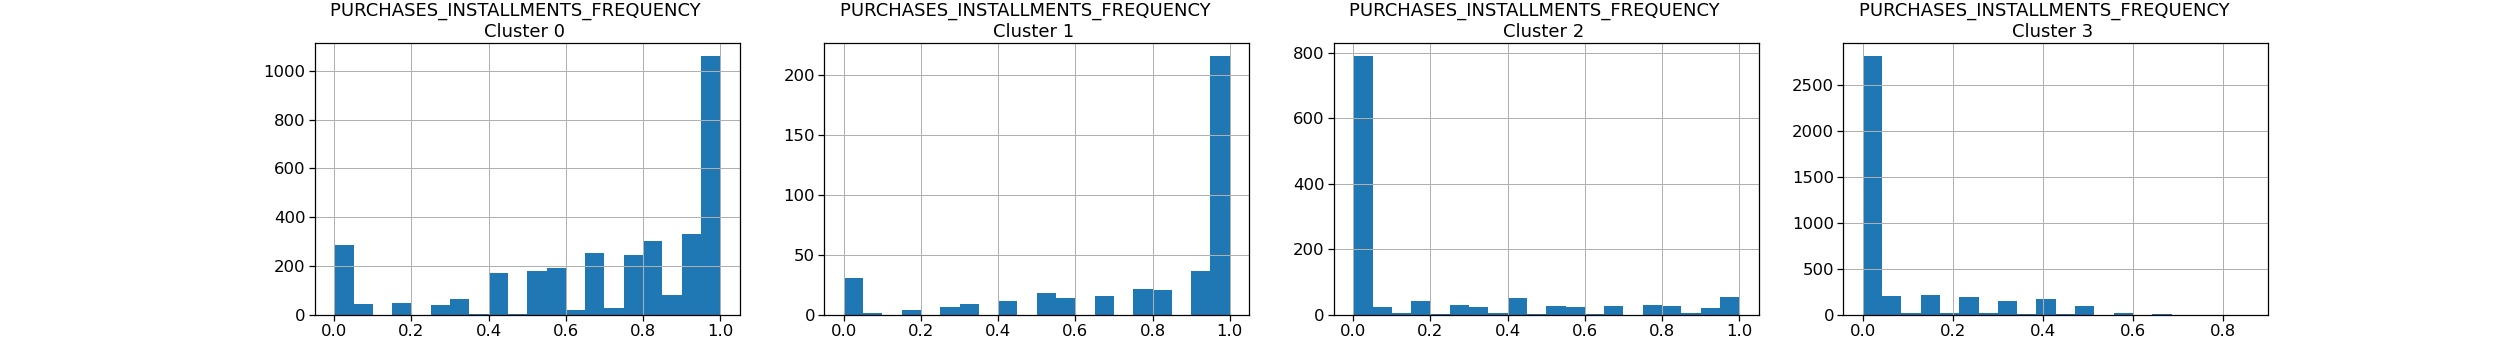 PURCHASES_INSTALLMENTS_FREQUENCY
Cluster 0
1000
800
600
400
200
0
0.0 0.2 0.4 0.6 0.8 1.0
PURCHASES_INSTALLMENTS_FREQUENCY
Cluster 1
200
150
100
50
0
0.0 0.2 0.4 0.6 0.8 1.0
PURCHASES_INSTALLMENTS_FREQUENCY
Cluster 2
800
600
400
200
0
0.0 0.2 0.4 0.6 0.8 1.0
PURCHASES_INSTALLMENTS_FREQUENCY
Cluster 3
2500
2000
1500
1000
500
0
0.0 0.2 0.4 0.6 0.8